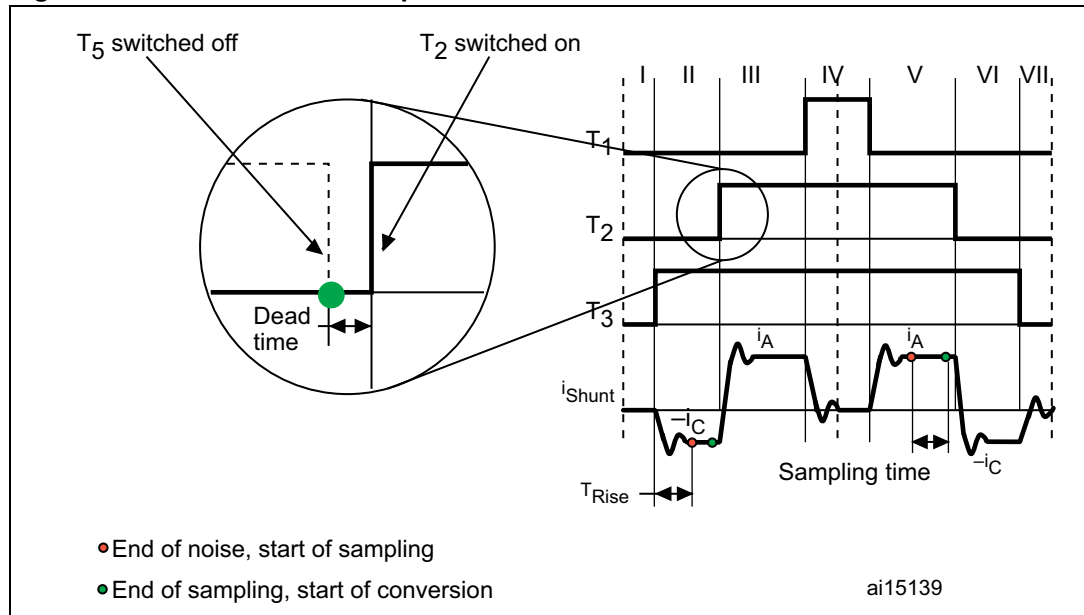 T5 switched off
T2 switched on
I II III IV V VI VII
T1
T2
T3
Dead
time
iA
iA
iShunt
–iC
–iC
Sampling time
TRise
End of noise, start of sampling
End of sampling, start of conversion
ai15139